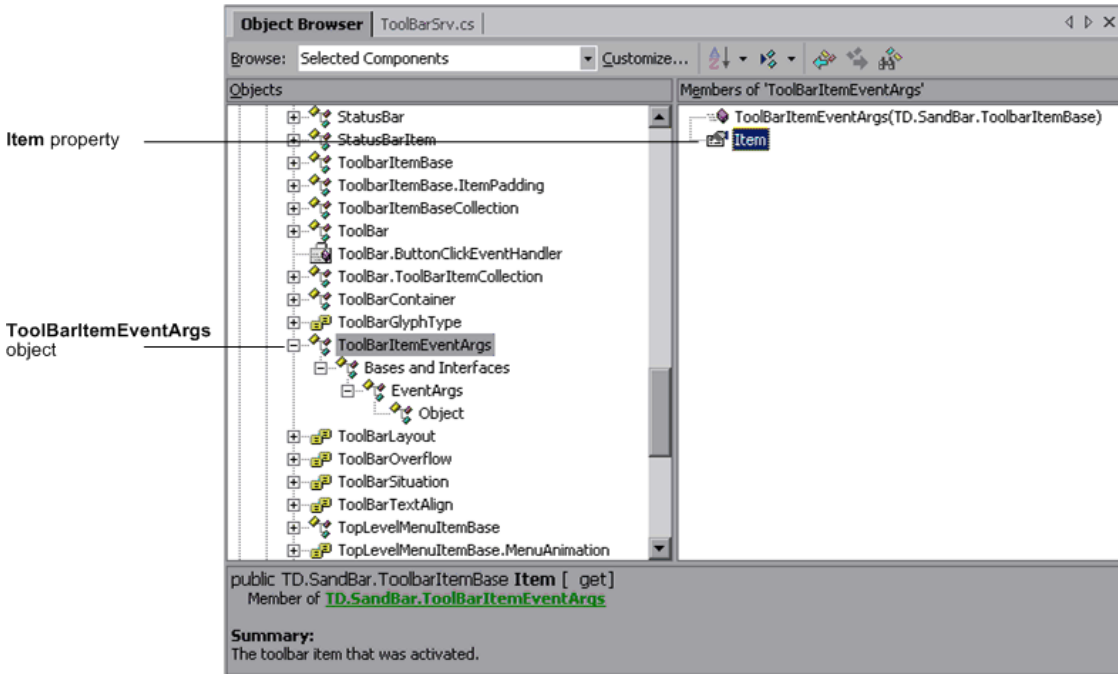 Object Browser ToolBarSrv.cs
Browse: Selected Components Customize...
Objects
Members of 'ToolBarItemEventArgs'
Item property
ToolBarItemEventArgs
object
StatusBar
StatusBarItem
ToolbarItemBase
ToolbarItemBase.ItemPadding
ToolbarItemBaseCollection
ToolBar
ToolBar.ButtonClickEventHandler
ToolBar.ToolBarItemCollection
ToolBarContainer
ToolBarGlyphType
ToolBarItemEventArgs
Bases and Interfaces
EventArgs
Object
ToolBarLayout
ToolBarOverflow
ToolBarSituation
ToolBarTextAlign
TopLevelMenuItemBase
TopLevelMenuItemBase.MenuAnimation
ToolBarItemEventArgs(TD.SandBar.ToolbarItemBase)
Item
public TD.SandBar.ToolbarItemBase Item [ get]
Member of TD.SandBar.ToolBarItemEventArgs
Summary:
The toolbar item that was activated.